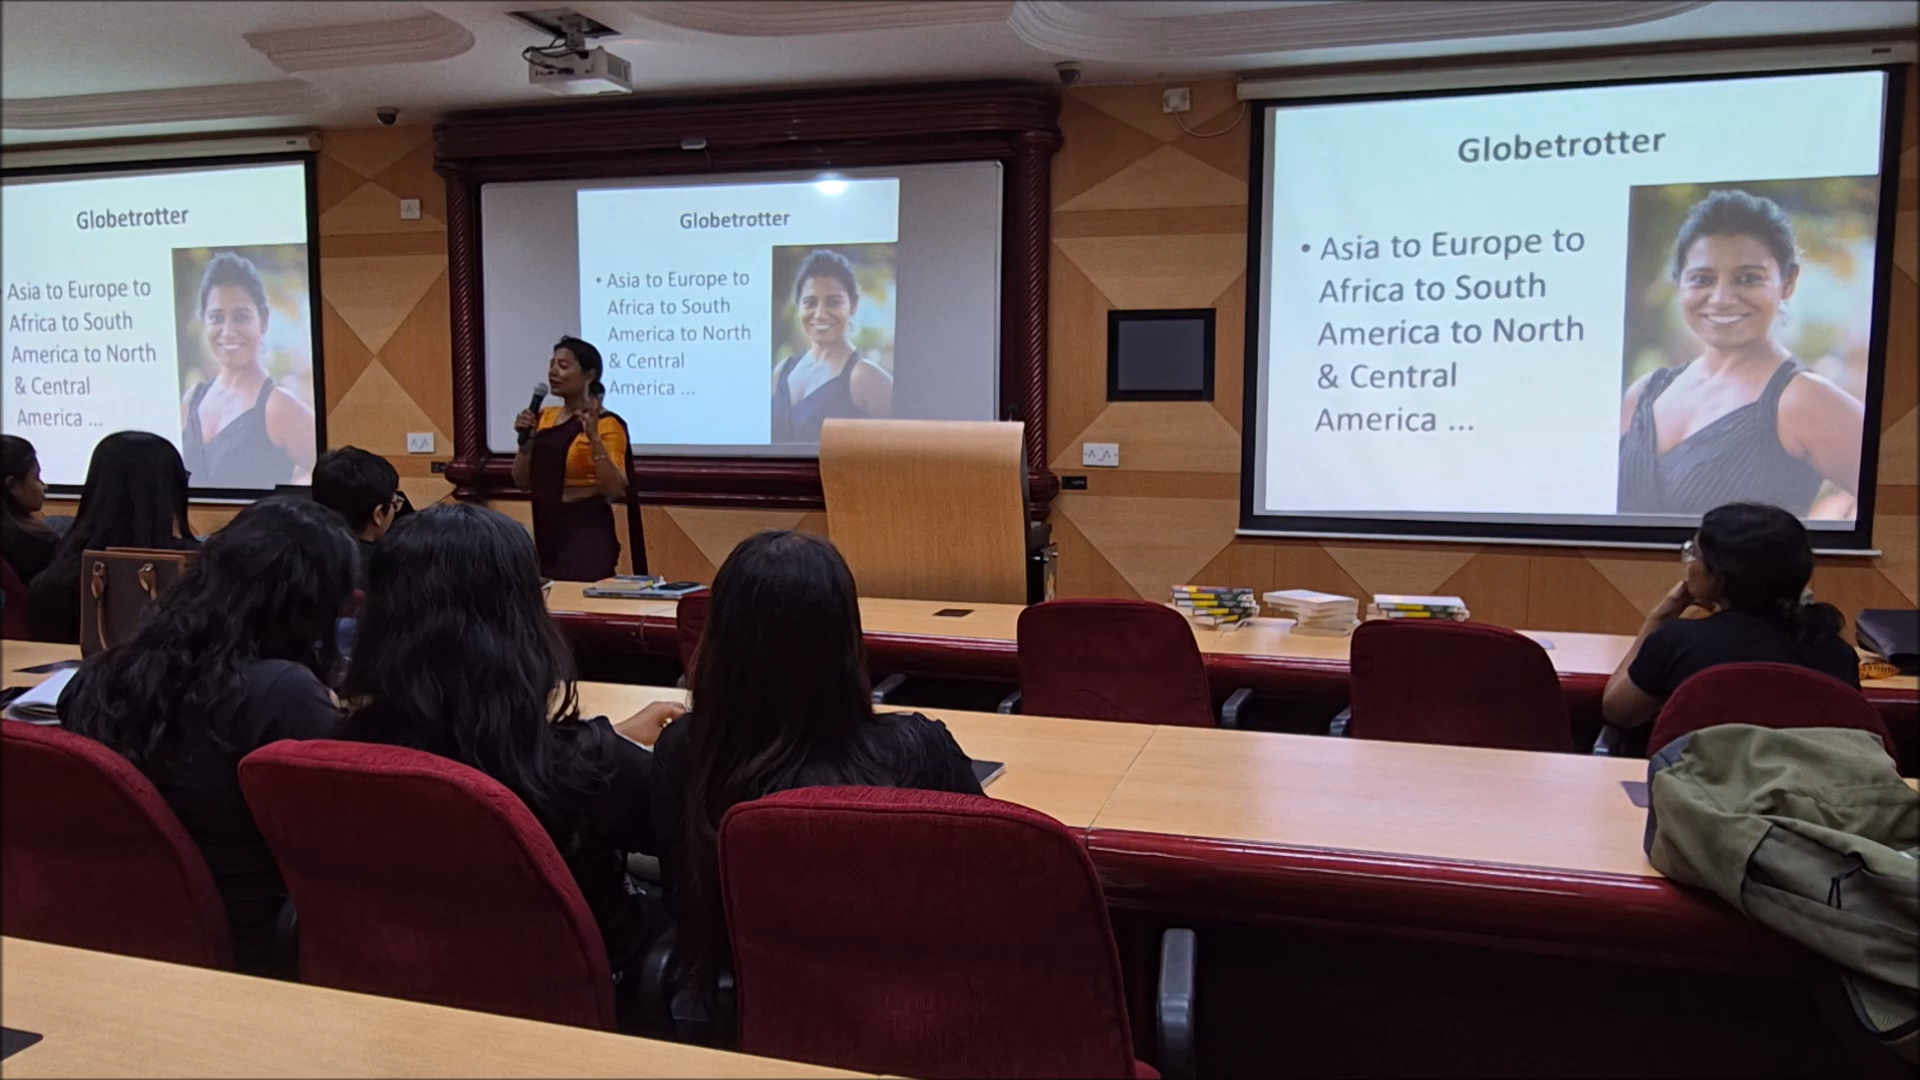 Globetrotter
Asia to Europe to
Africa to South
America to North
& Central
America ...
Globetrotter
• Asia to Europe to
Africa to South
America to North
& Central
America ...
Globetrotter
• Asia to Europe to
Africa to South
America to North
& Central
America ...